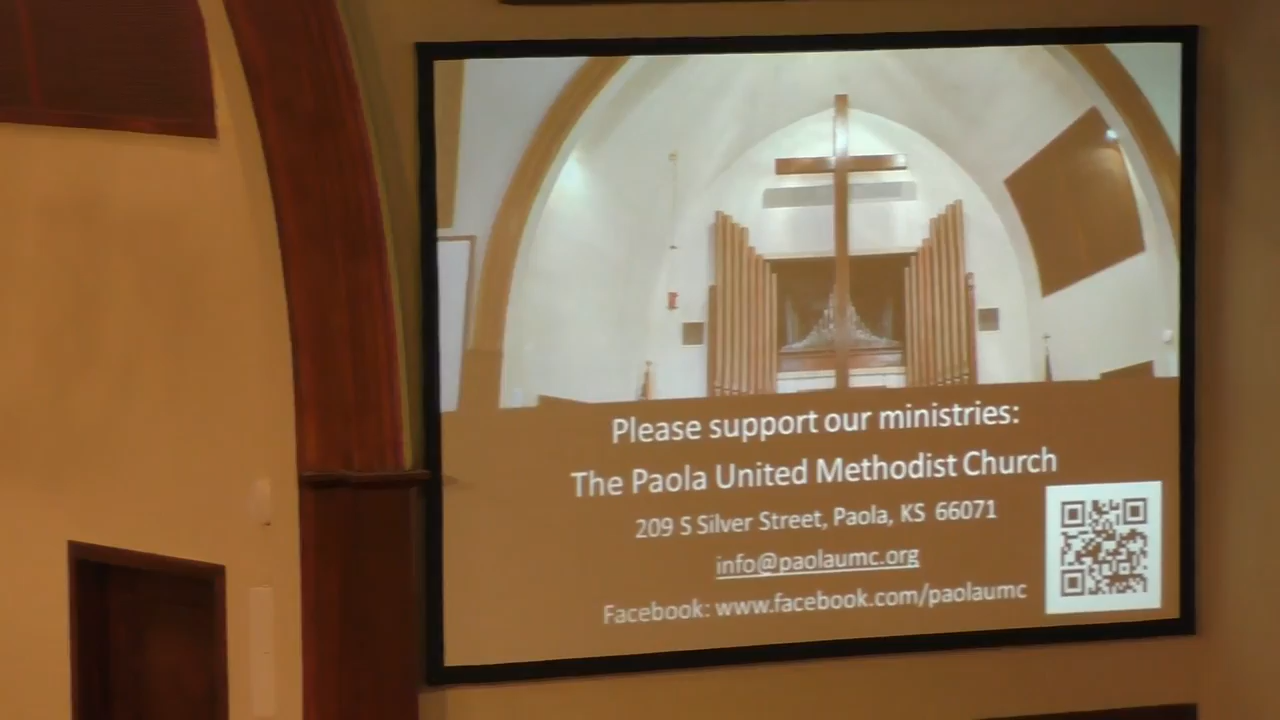 Please support our ministries:
The Paola United Methodist Church
209 S Silver Street, Paola, KS 66071
info@paolaumc.org
Facebook: www.facebook.com/paolaumc